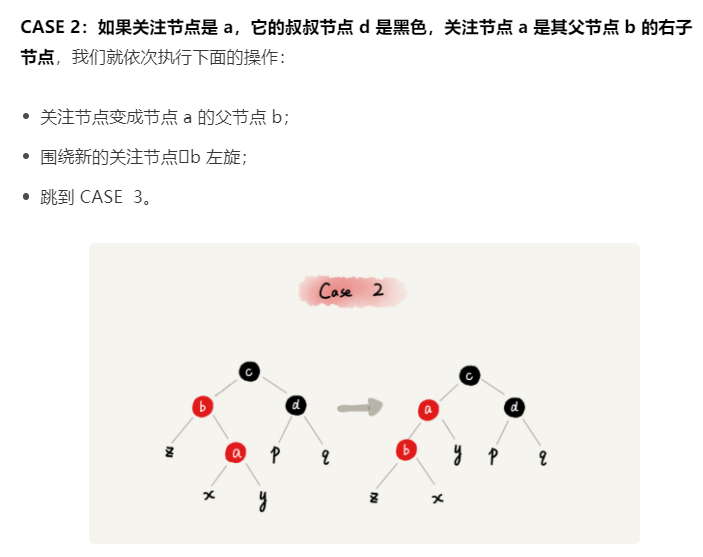 CASE 2：如果关注节点是 a，它的叔叔节点 d 是黑色，关注节点 a 是其父节点 b 的右子
节点，我们就依次执行下面的操作：
• 关注节点变成节点 a 的父节点 b；
• 围绕新的关注节点▯b 左旋；
• 跳到 CASE 3。
Case 2
c
c
b
d
a
d
z
a
p
q
b
y
p
q
x
y
z
x